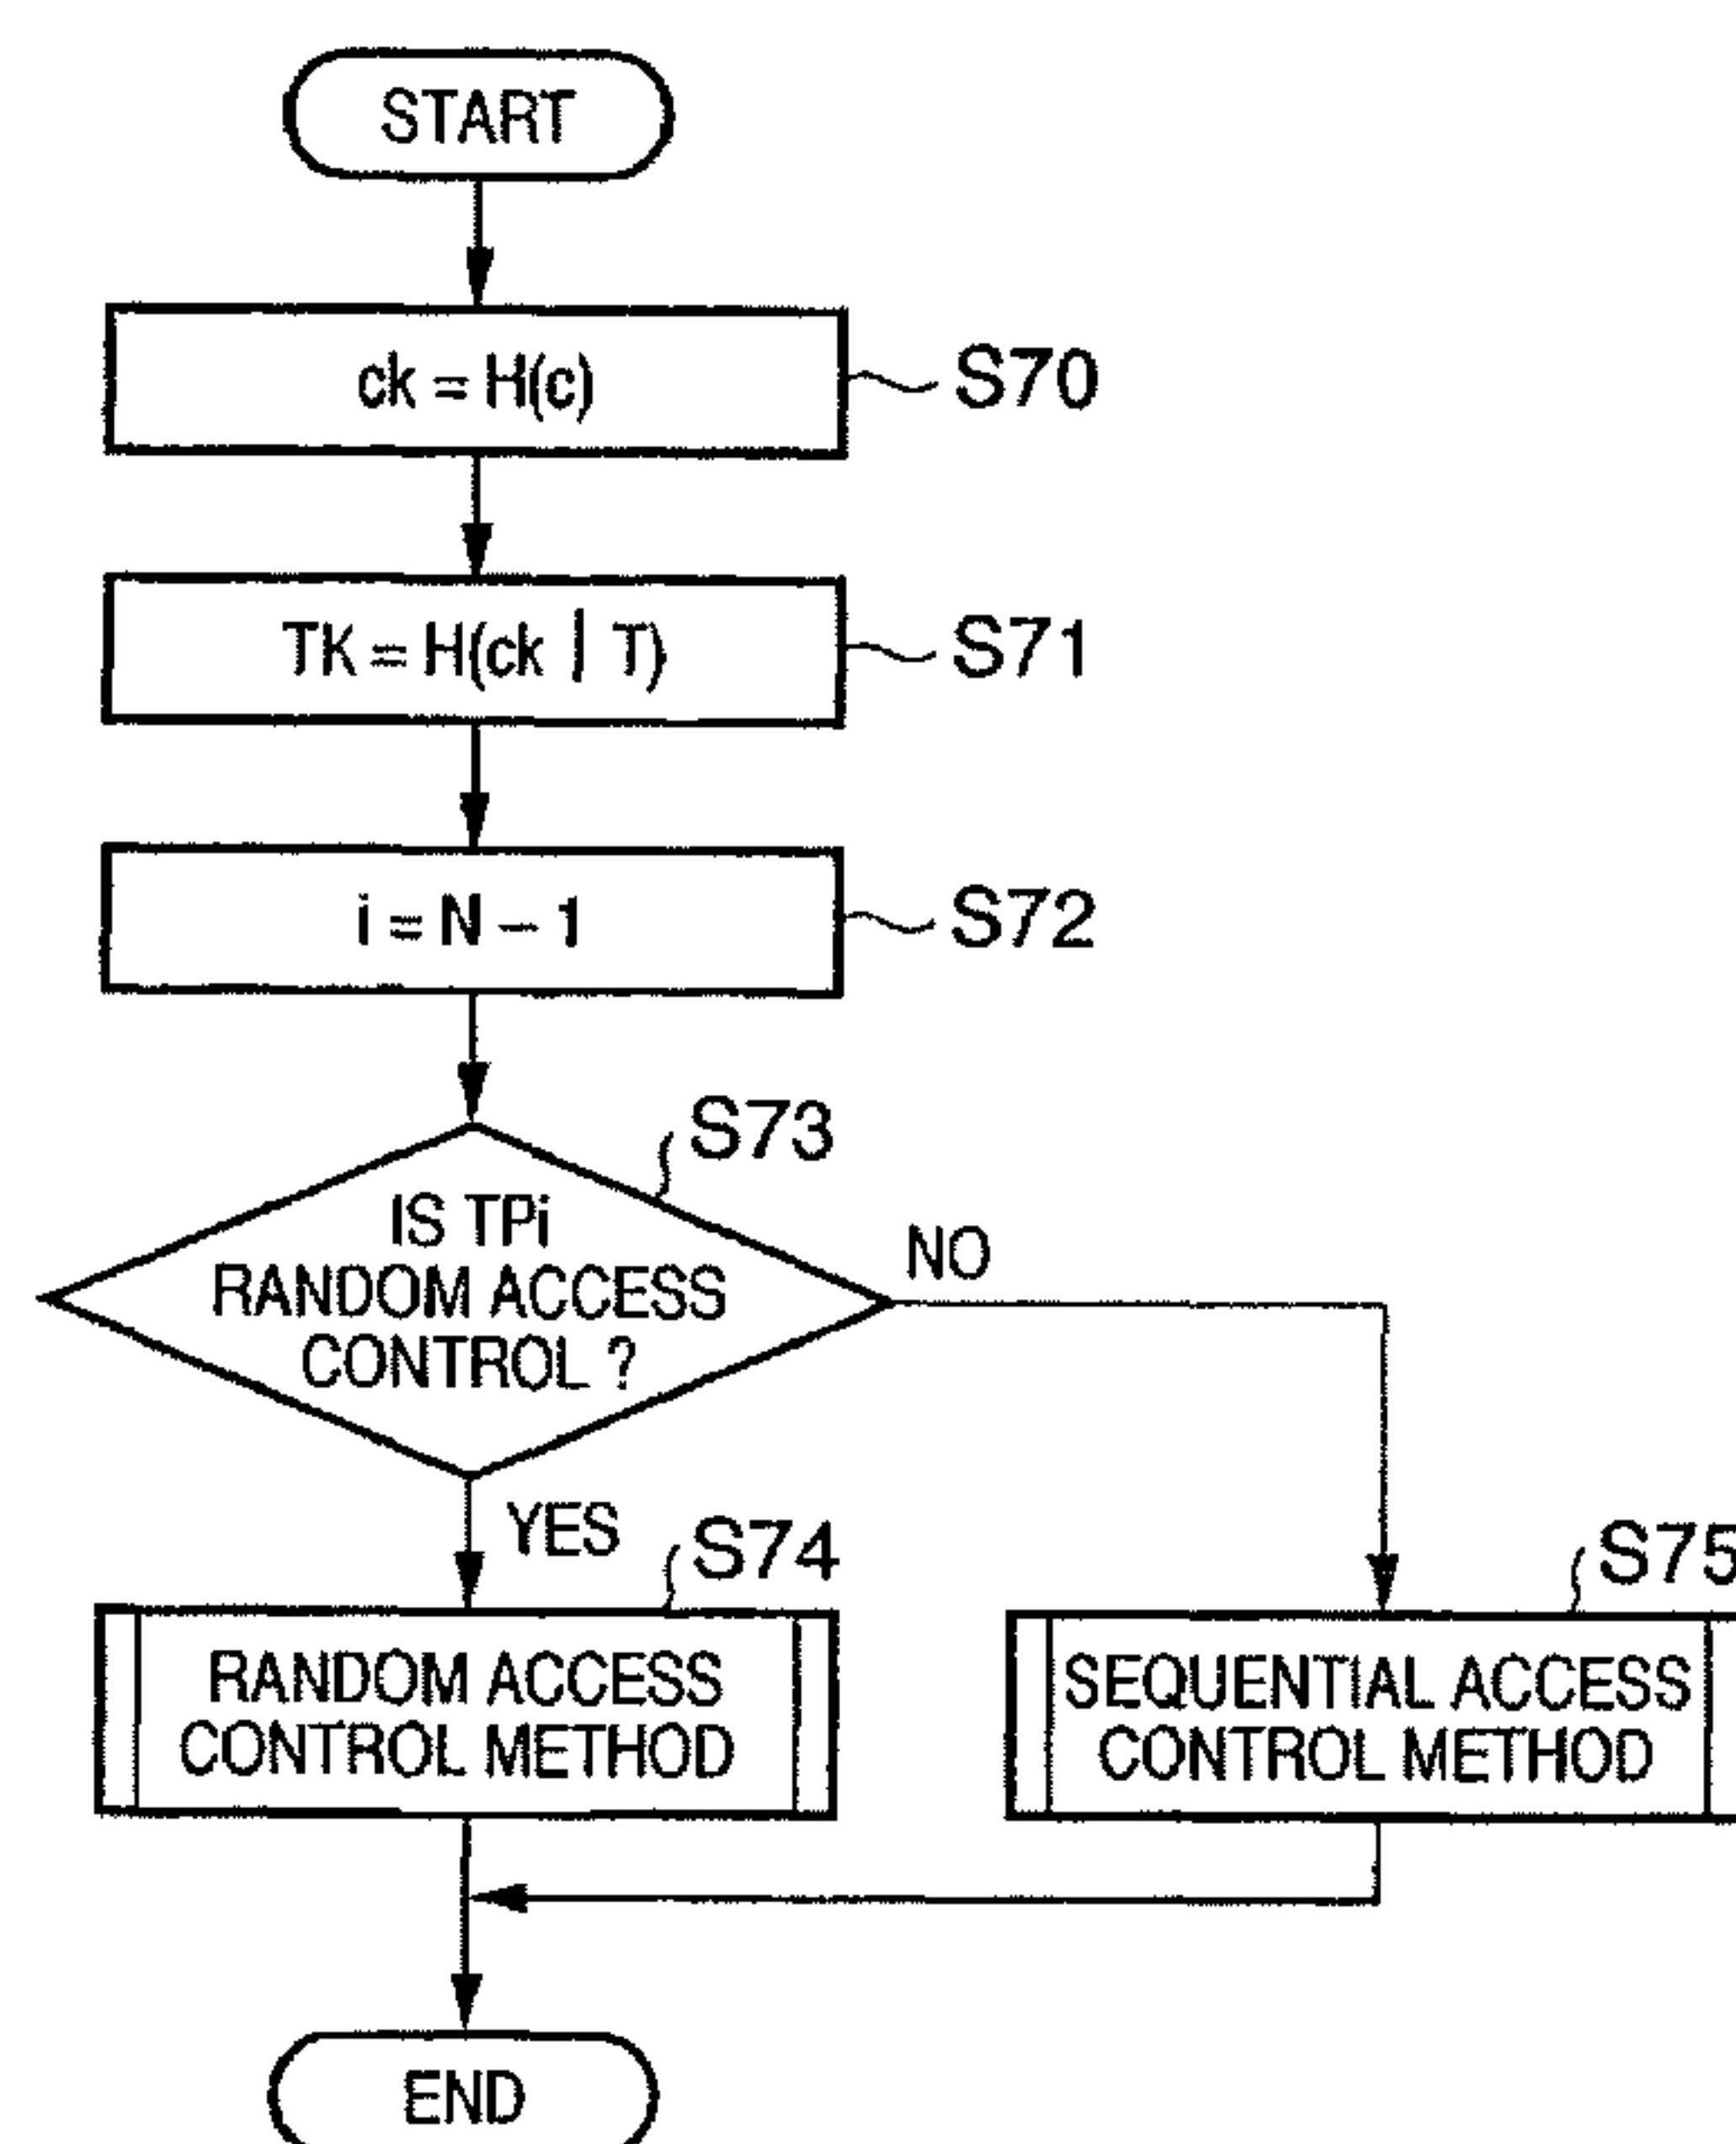 START
ck = H(c)
S70
TK = H(ck | T)
S71
i = N – 1
S72
S73
IS TPi
RANDOM ACCESS
CONTROL ?
NO
YES
S74
RANDOM ACCESS
CONTROL METHOD
S75
SEQUENTIAL ACCESS
CONTROL METHOD
END